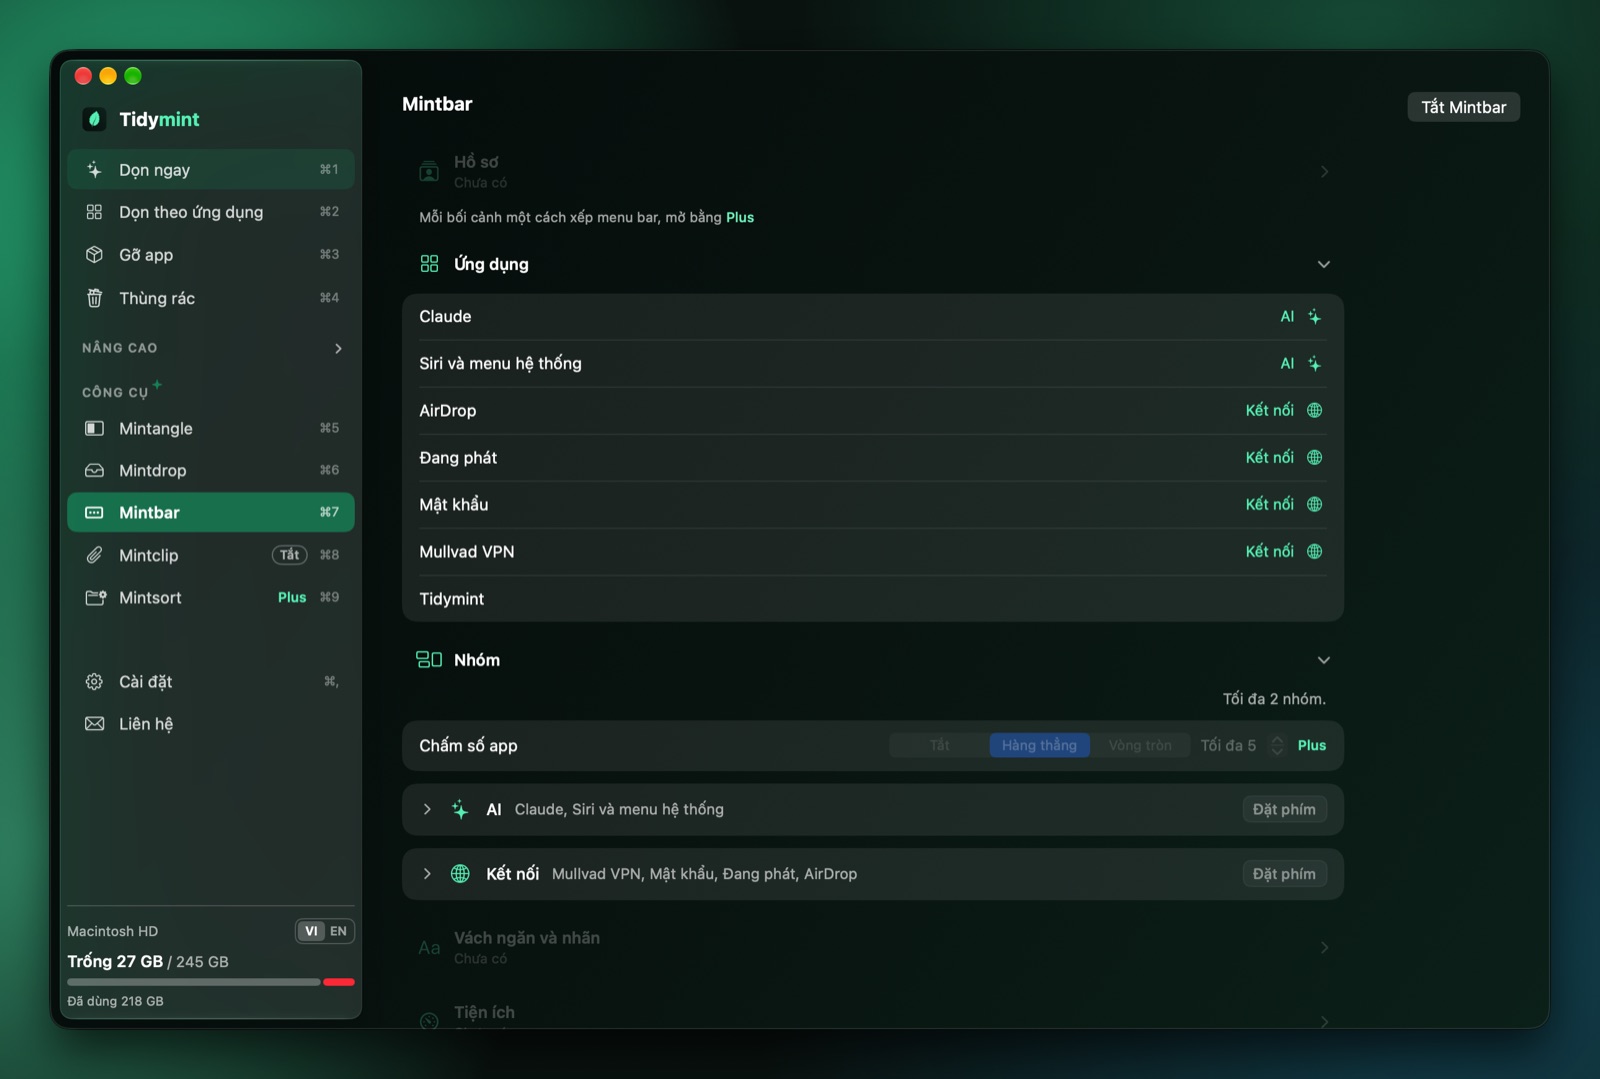 Tidymint
Dọn ngay ⌘1
Dọn theo ứng dụng ⌘2
Gỡ app ⌘3
Thùng rác ⌘4
NÂNG CAO
CÔNG CỤ
Mintangle ⌘5
Mintdrop ⌘6
Mintbar ⌘7
Mintclip Tắt ⌘8
Mintsort Plus ⌘9
Cài đặt ⌘,
Liên hệ
Macintosh HD VI EN
Trống 27 GB / 245 GB
Đã dùng 218 GB
Mintbar
Tắt Mintbar
Hồ sơ
Chưa có
Mỗi bối cảnh một cách xếp menu bar, mở bằng Plus
Ứng dụng
Claude AI
Siri và menu hệ thống AI
AirDrop Kết nối
Đang phát Kết nối
Mật khẩu Kết nối
Mullvad VPN Kết nối
Tidymint
Nhóm
Tối đa 2 nhóm.
Chấm số app Tắt Hàng thẳng Vòng tròn Tối đa 5 Plus
AI Claude, Siri và menu hệ thống Đặt phím
Kết nối Mullvad VPN, Mật khẩu, Đang phát, AirDrop Đặt phím
Aa Vách ngăn và nhãn
Chưa có
Tiện ích